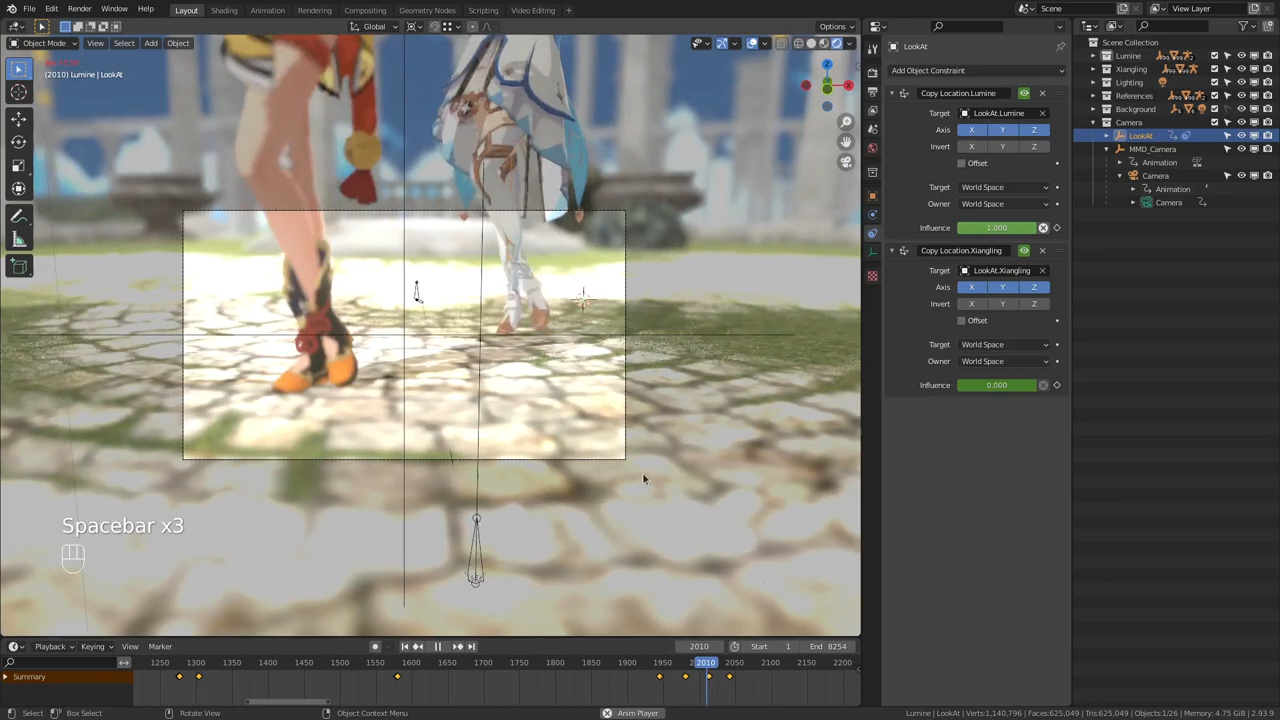 File Edit Render Window Help Layout Shading Animation Rendering Compositing Geometry Nodes Scripting Video Editing + Scene View Layer
Global Options
Object Mode View Select Add Object
(2010) Lumine | LookAt
Z
X
Y
Spacebar x3
LookAt
Add Object Constraint
Copy Location.Lumine
Target LookAt.Lumine
Axis X Y Z
Invert X Y Z
Offset
Target World Space
Owner World Space
Influence 1.000
Copy Location.Xiangling
Target LookAt.Xiangling
Axis X Y Z
Invert X Y Z
Offset
Target World Space
Owner World Space
Influence 0.000
Scene Collection
Lumine
Xiangling
Lighting
References
Background
Camera
LookAt
MMD_Camera
Animation
Camera
Animation
Camera
Playback Keying View Marker 2010 Start 1 End 8254
1250 1300 1350 1400 1450 1500 1550 1600 1650 1700 1750 1800 1850 1900 1950 2010 2050 2100 2150 2200
Summary
Select Box Select Rotate View Object Context Menu Anim Player Lumine | LookAt | Verts:1,140,796 | Faces:625,049 | Tris:625,049 | Objects:1/26 | Memory: 4.75 GiB | 2.93.9